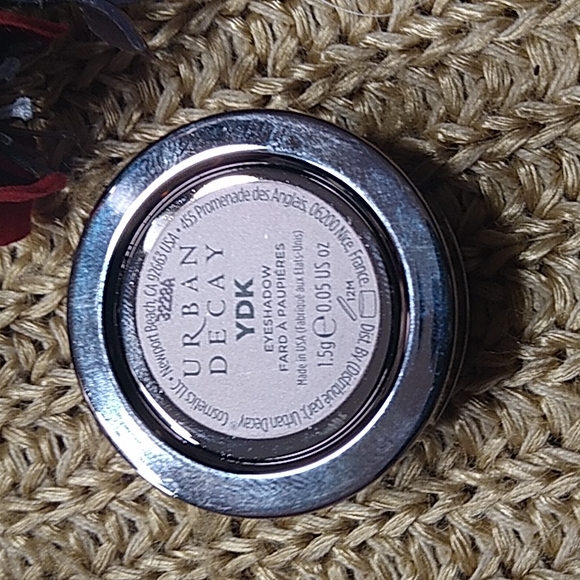 URBAN
DECAY
YDK
EYESHADOW
FARD À PAUPIÈRES
Made in USA (Fabriqué aux États-Unis)
1.5g℮0.05 US oz
12M
3228A
Dist. By/Distribué par): Urban Decay® Cosmetics LLC • Newport Beach, CA 92663 USA • 455 Promenade des Anglais, 06200 Nice, France.